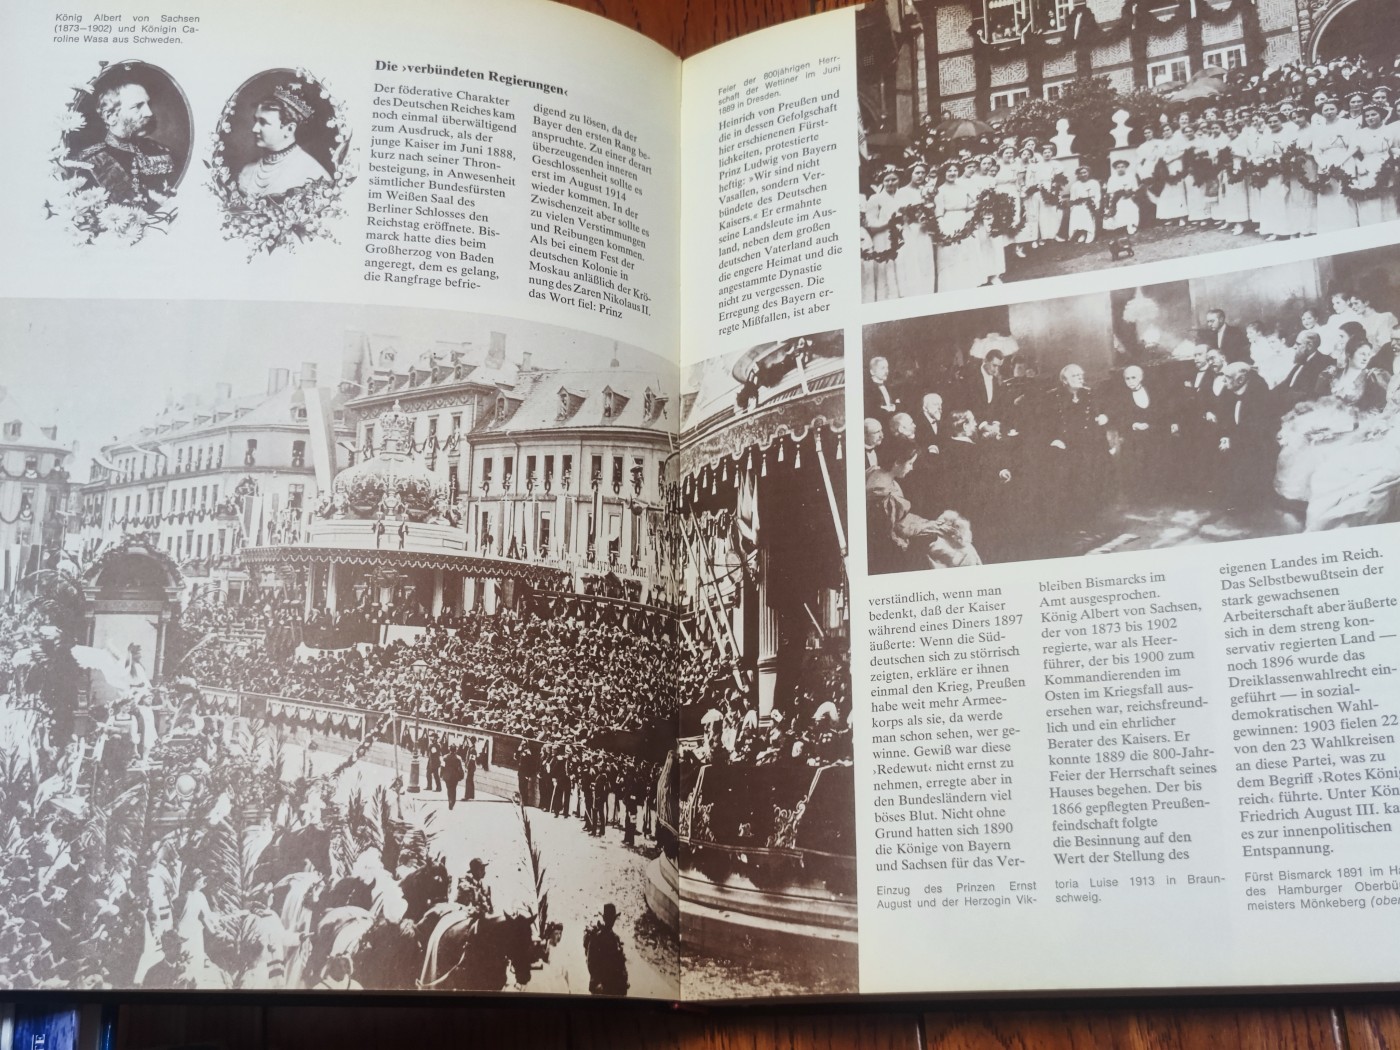 König Albert von Sachsen
(1873—1902) und Königin Ca-
roline Wasa aus Schweden.
Die ›verbündeten Regierungen‹
Der föderative Charakter
des Deutschen Reiches kam
noch einmal überwältigend
zum Ausdruck, als der
junge Kaiser im Juni 1888,
kurz nach seiner Thron-
besteigung, in Anwesenheit
sämtlicher Bundesfürsten
im Weißen Saal des
Berliner Schlosses den
Reichstag eröffnete. Bis-
marck hatte dies beim
Großherzog von Baden
angeregt, dem es gelang,
die Rangfrage befrie-
digend zu lösen, da der
Bayer den ersten Rang be-
anspruchte. Zu einer derart
überzeugenden inneren
Geschlossenheit sollte es
erst im August 1914
wieder kommen. In der
Zwischenzeit aber sollte es
zu vielen Verstimmungen
und Reibungen kommen.
Als bei einem Fest der
deutschen Kolonie in
Moskau anläßlich der Krö-
nung des Zaren Nikolaus II.
das Wort fiel: Prinz
Feier der 800jährigen Herr-
schaft der Wettiner im Juni
1889 in Dresden.
Heinrich von Preußen und
die in dessen Gefolgschaft
hier erschienenen Fürst-
lichkeiten, protestierte
Prinz Ludwig von Bayern
heftig: »Wir sind nicht
Vasallen, sondern Ver-
bündete des Deutschen
Kaisers.« Er ermahnte
seine Landsleute im Aus-
land, neben dem großen
deutschen Vaterland auch
die engere Heimat und die
angestammte Dynastie
nicht zu vergessen. Die
Erregung des Bayern er-
regte Mißfallen, ist aber
verständlich, wenn man
bedenkt, daß der Kaiser
während eines Diners 1897
äußerte: Wenn die Süd-
deutschen sich zu störrisch
zeigten, erkläre er ihnen
einmal den Krieg, Preußen
habe weit mehr Armee-
korps als sie, da werde
man schon sehen, wer ge-
winne. Gewiß war diese
›Redewut‹ nicht ernst zu
nehmen, erregte aber in
den Bundesländern viel
böses Blut. Nicht ohne
Grund hatten sich 1890
die Könige von Bayern
und Sachsen für das Ver-
bleiben Bismarcks im
Amt ausgesprochen.
König Albert von Sachsen,
der von 1873 bis 1902
regierte, war als Heer-
führer, der bis 1900 zum
Kommandierenden im
Osten im Kriegsfall aus-
ersehen war, reichsfreund-
lich und ein ehrlicher
Berater des Kaisers. Er
konnte 1889 die 800-Jahr-
Feier der Herrschaft seines
Hauses begehen. Der bis
1866 gepflegten Preußen-
feindschaft folgte
die Besinnung auf den
Wert der Stellung des
eigenen Landes im Reich.
Das Selbstbewußtsein der
stark gewachsenen
Arbeiterschaft aber äußerte
sich in dem streng kon-
servativ regierten Land —
noch 1896 wurde das
Dreiklassenwahlrecht ein-
geführt — in sozial-
demokratischen Wahl-
gewinnen: 1903 fielen 22
von den 23 Wahlkreisen
an diese Partei, was zu
dem Begriff ›Rotes König
reich‹ führte. Unter Kön
Friedrich August III. ka
es zur innenpolitischen
Entspannung.
Einzug des Prinzen Ernst
August und der Herzogin Vik-
toria Luise 1913 in Braun-
schweig.
Fürst Bismarck 1891 im Ha
des Hamburger Oberbü
meisters Mönkeberg (obe